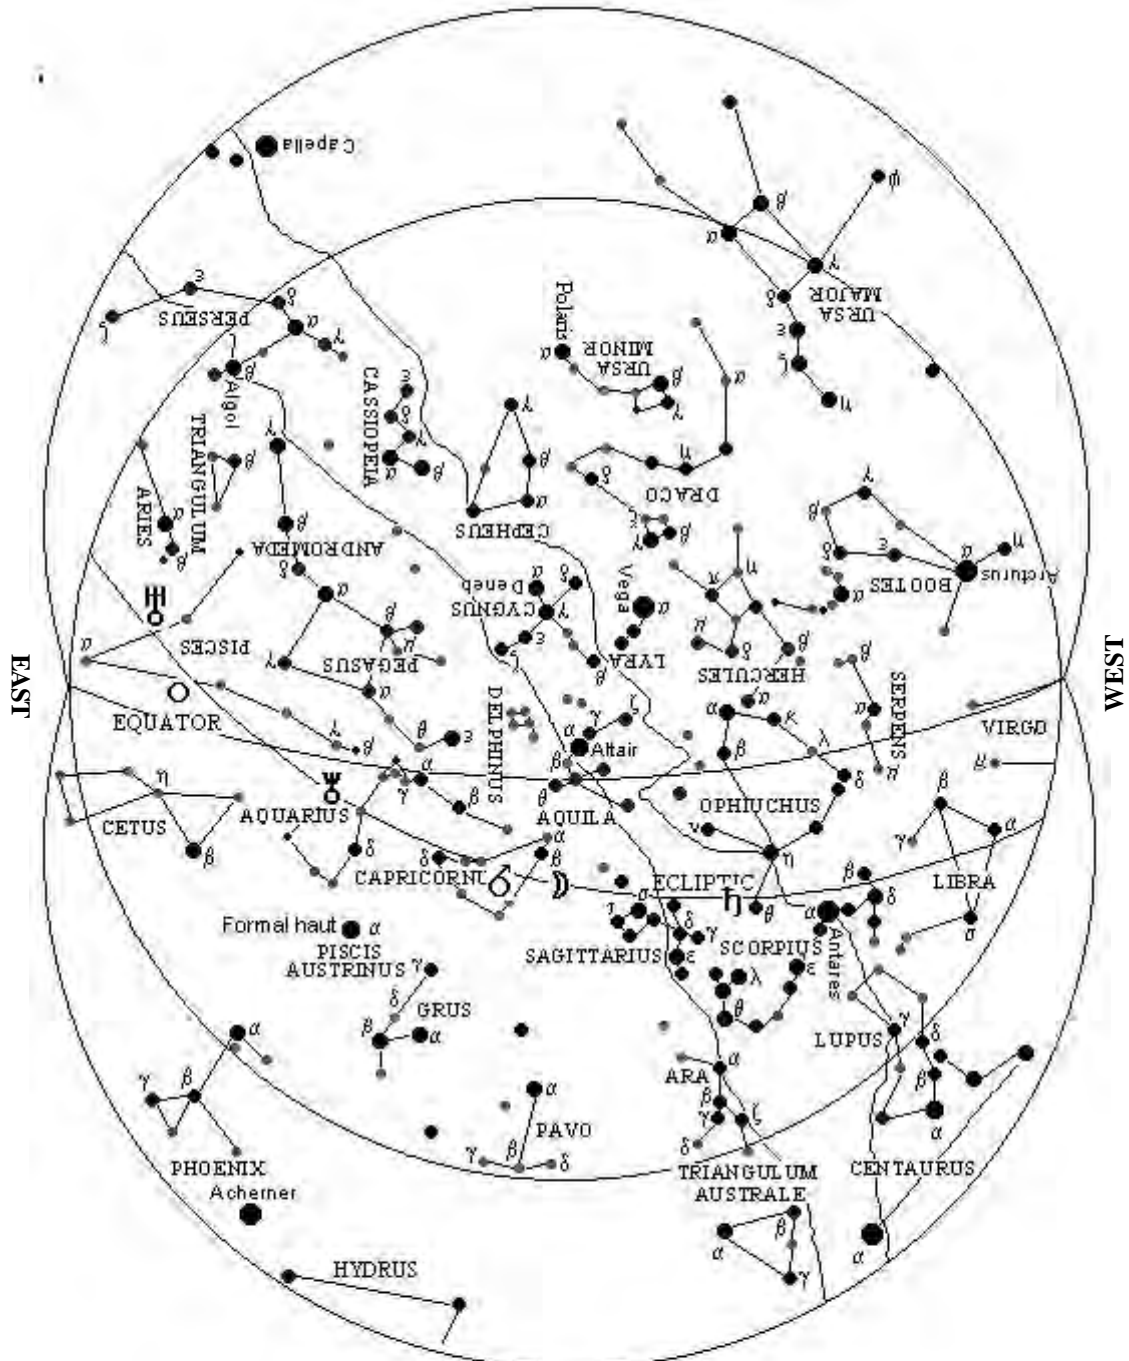 Capella
ψ
β
α
γ
URSA
MAJOR
δ
ε
ζ
η
ε
δ
ζ
PERSEUS
α
γ
β
Algol
Polaris
α
URSA
MINOR
β
γ
CASSIOPEIA
ε
δ
γ
α
β
γ
β
α
CEPHEUS
α
η
δ
DRACO
ξ
β
γ
TRIANGULUM
β
ARIES
α
β
γ
β
ANDROMEDA
δ
α
γ
β
δ
ε
α
η
Arcturus
BOOTES
α
Deneb
α
δ
CYGNUS
γ
ε
ζ
β
Vega
α
LYRA
π
η
μ
δ
β
HERCULES
α
β
α
SERPENS
μ
PISCES
α
γ
β
μ
PEGASUS
α
θ
ε
EAST
WEST
EQUATOR
λ
β
DELPHINUS
ζ
γ
α
Altair
β
θ
AQUILA
α
κ
β
λ
δ
OPHIUCHUS
ν
η
θ
VIRGO
μ
η
CETUS
β
AQUARIUS
α
γ
β
δ
α
β
δ
CAPRICORNI
ECLIPTIC
β
α
γ
LIBRA
σ
Formal haut
α
PISCIS
AUSTRINUS
σ
τ
δ
γ
SAGITTARIUS
ε
β
δ
α
SCORPIUS
Antares
ε
λ
θ
γ
δ
GRUS
β
α
γ
LUPUS
δ
β
α
α
β
γ
PHOENIX
Acherner
α
ARA
β
γ
ζ
δ
α
PAVO
γ
β
δ
TRIANGULUM
AUSTRALE
β
α
γ
CENTAURUS
α
HYDRUS